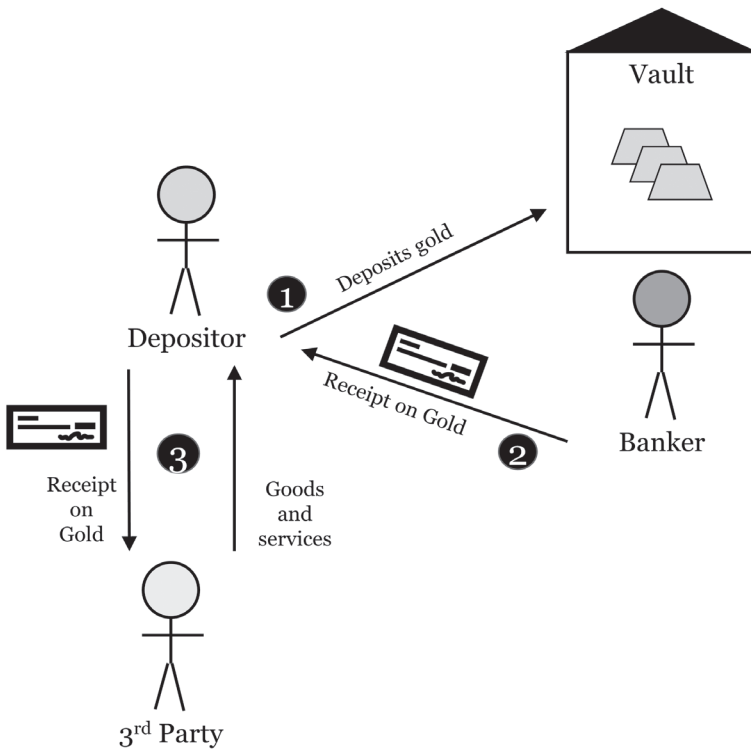 Vault
Deposits gold
1
Depositor
Receipt on Gold
2
Banker
3
Receipt
on
Gold
Goods
and
services
3rd Party